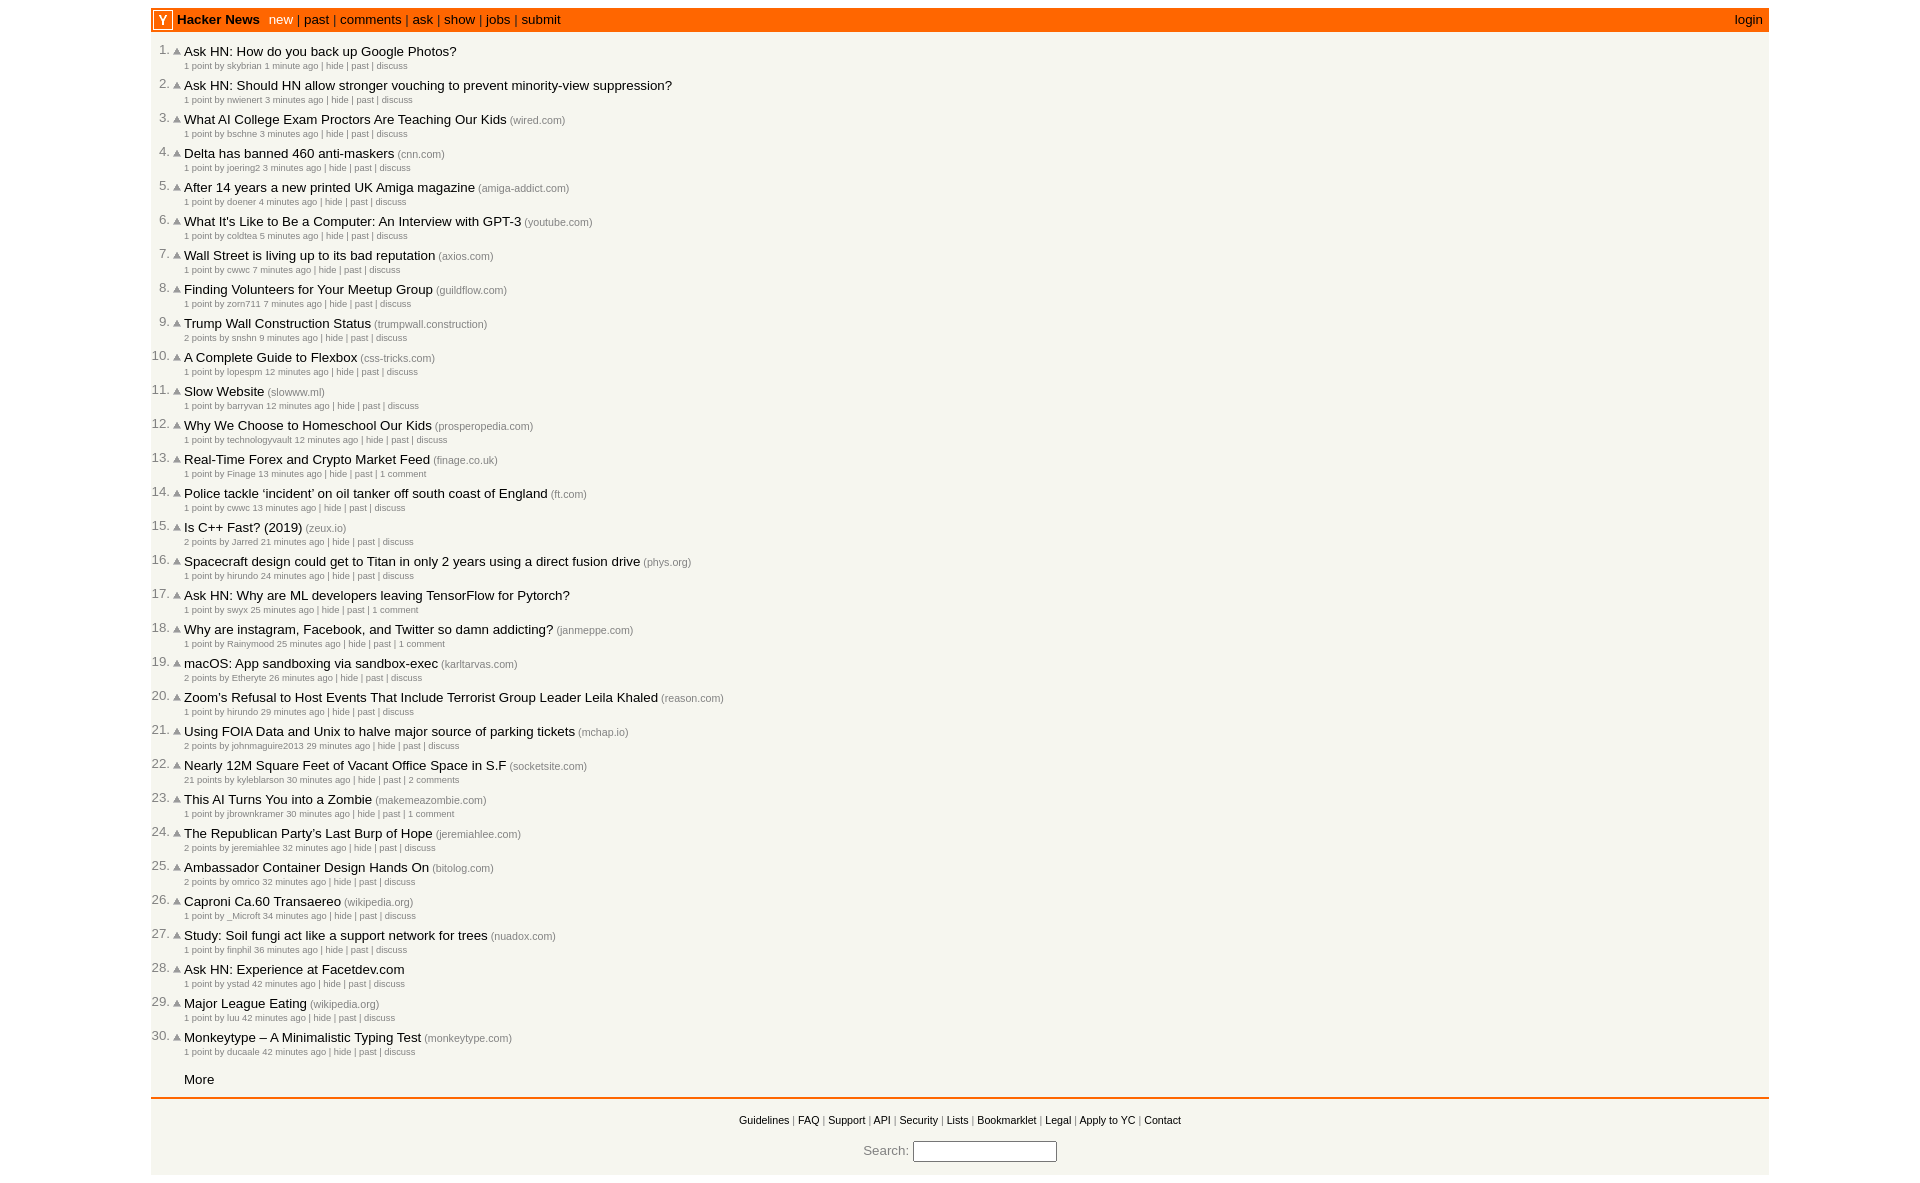 Y Hacker News new | past | comments | ask | show | jobs | submit login
1. Ask HN: How do you back up Google Photos?
1 point by skybrian 1 minute ago | hide | past | discuss
2. Ask HN: Should HN allow stronger vouching to prevent minority-view suppression?
1 point by nwienert 3 minutes ago | hide | past | discuss
3. What AI College Exam Proctors Are Teaching Our Kids (wired.com)
1 point by bschne 3 minutes ago | hide | past | discuss
4. Delta has banned 460 anti-maskers (cnn.com)
1 point by joering2 3 minutes ago | hide | past | discuss
5. After 14 years a new printed UK Amiga magazine (amiga-addict.com)
1 point by doener 4 minutes ago | hide | past | discuss
6. What It's Like to Be a Computer: An Interview with GPT-3 (youtube.com)
1 point by coldtea 5 minutes ago | hide | past | discuss
7. Wall Street is living up to its bad reputation (axios.com)
1 point by cwwc 7 minutes ago | hide | past | discuss
8. Finding Volunteers for Your Meetup Group (guildflow.com)
1 point by zorn711 7 minutes ago | hide | past | discuss
9. Trump Wall Construction Status (trumpwall.construction)
2 points by snshn 9 minutes ago | hide | past | discuss
10. A Complete Guide to Flexbox (css-tricks.com)
1 point by lopespm 12 minutes ago | hide | past | discuss
11. Slow Website (slowww.ml)
1 point by barryvan 12 minutes ago | hide | past | discuss
12. Why We Choose to Homeschool Our Kids (prosperopedia.com)
1 point by technologyvault 12 minutes ago | hide | past | discuss
13. Real-Time Forex and Crypto Market Feed (finage.co.uk)
1 point by Finage 13 minutes ago | hide | past | 1 comment
14. Police tackle ‘incident’ on oil tanker off south coast of England (ft.com)
1 point by cwwc 13 minutes ago | hide | past | discuss
15. Is C++ Fast? (2019) (zeux.io)
2 points by Jarred 21 minutes ago | hide | past | discuss
16. Spacecraft design could get to Titan in only 2 years using a direct fusion drive (phys.org)
1 point by hirundo 24 minutes ago | hide | past | discuss
17. Ask HN: Why are ML developers leaving TensorFlow for Pytorch?
1 point by swyx 25 minutes ago | hide | past | 1 comment
18. Why are instagram, Facebook, and Twitter so damn addicting? (janmeppe.com)
1 point by Rainymood 25 minutes ago | hide | past | 1 comment
19. macOS: App sandboxing via sandbox-exec (karltarvas.com)
2 points by Etheryte 26 minutes ago | hide | past | discuss
20. Zoom’s Refusal to Host Events That Include Terrorist Group Leader Leila Khaled (reason.com)
1 point by hirundo 29 minutes ago | hide | past | discuss
21. Using FOIA Data and Unix to halve major source of parking tickets (mchap.io)
2 points by johnmaguire2013 29 minutes ago | hide | past | discuss
22. Nearly 12M Square Feet of Vacant Office Space in S.F (socketsite.com)
21 points by kyleblarson 30 minutes ago | hide | past | 2 comments
23. This AI Turns You into a Zombie (makemeazombie.com)
1 point by jbrownkramer 30 minutes ago | hide | past | 1 comment
24. The Republican Party’s Last Burp of Hope (jeremiahlee.com)
2 points by jeremiahlee 32 minutes ago | hide | past | discuss
25. Ambassador Container Design Hands On (bitolog.com)
2 points by omrico 32 minutes ago | hide | past | discuss
26. Caproni Ca.60 Transaereo (wikipedia.org)
1 point by _Microft 34 minutes ago | hide | past | discuss
27. Study: Soil fungi act like a support network for trees (nuadox.com)
1 point by finphil 36 minutes ago | hide | past | discuss
28. Ask HN: Experience at Facetdev.com
1 point by ystad 42 minutes ago | hide | past | discuss
29. Major League Eating (wikipedia.org)
1 point by luu 42 minutes ago | hide | past | discuss
30. Monkeytype – A Minimalistic Typing Test (monkeytype.com)
1 point by ducaale 42 minutes ago | hide | past | discuss
More
Guidelines | FAQ | Support | API | Security | Lists | Bookmarklet | Legal | Apply to YC | Contact
Search: